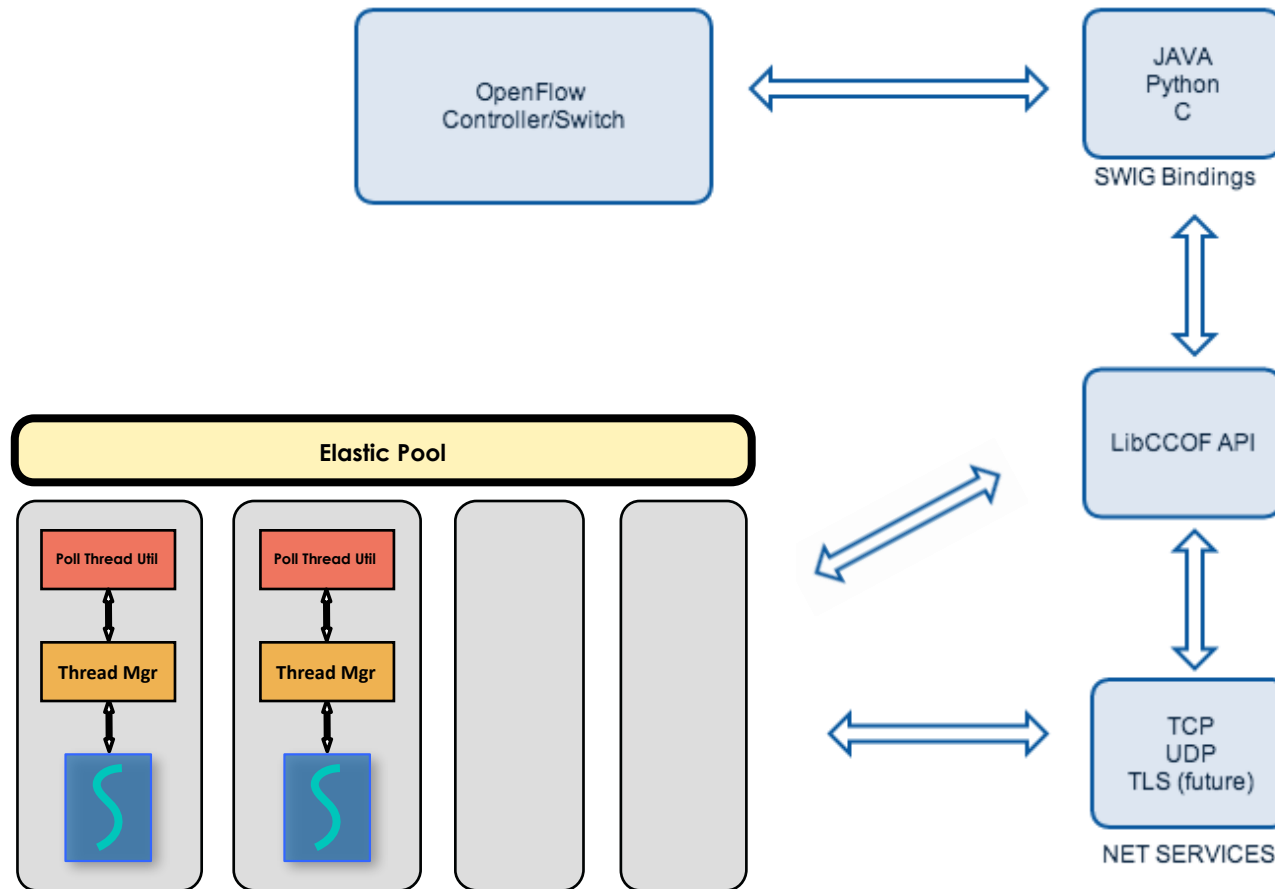 OpenFlow
Controller/Switch
JAVA
Python
C
SWIG Bindings
LibCCOF API
Elastic Pool
Poll Thread Util
Poll Thread Util
Thread Mgr
Thread Mgr
TCP
UDP
TLS (future)
NET SERVICES